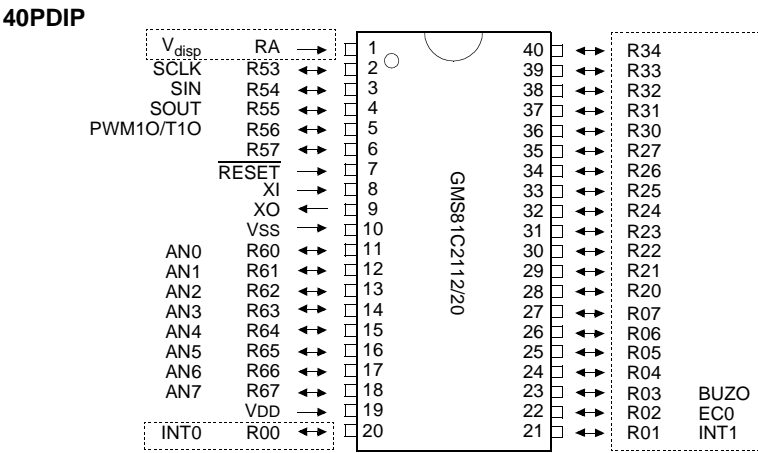 40PDIP
Vdisp RA 1 40 R34
SCLK R53 2 39 R33
SIN R54 3 38 R32
SOUT R55 4 37 R31
PWM1O/T1O R56 5 36 R30
R57 6 35 R27
RESET 7 34 R26
XI 8 33 R25
XO 9 32 R24
VSS 10 31 R23
AN0 R60 11 30 R22
AN1 R61 12 29 R21
AN2 R62 13 28 R20
AN3 R63 14 27 R07
AN4 R64 15 26 R06
AN5 R65 16 25 R05
AN6 R66 17 24 R04
AN7 R67 18 23 R03 BUZO
VDD 19 22 R02 EC0
INT0 R00 20 21 R01 INT1
GMS81C2112/20